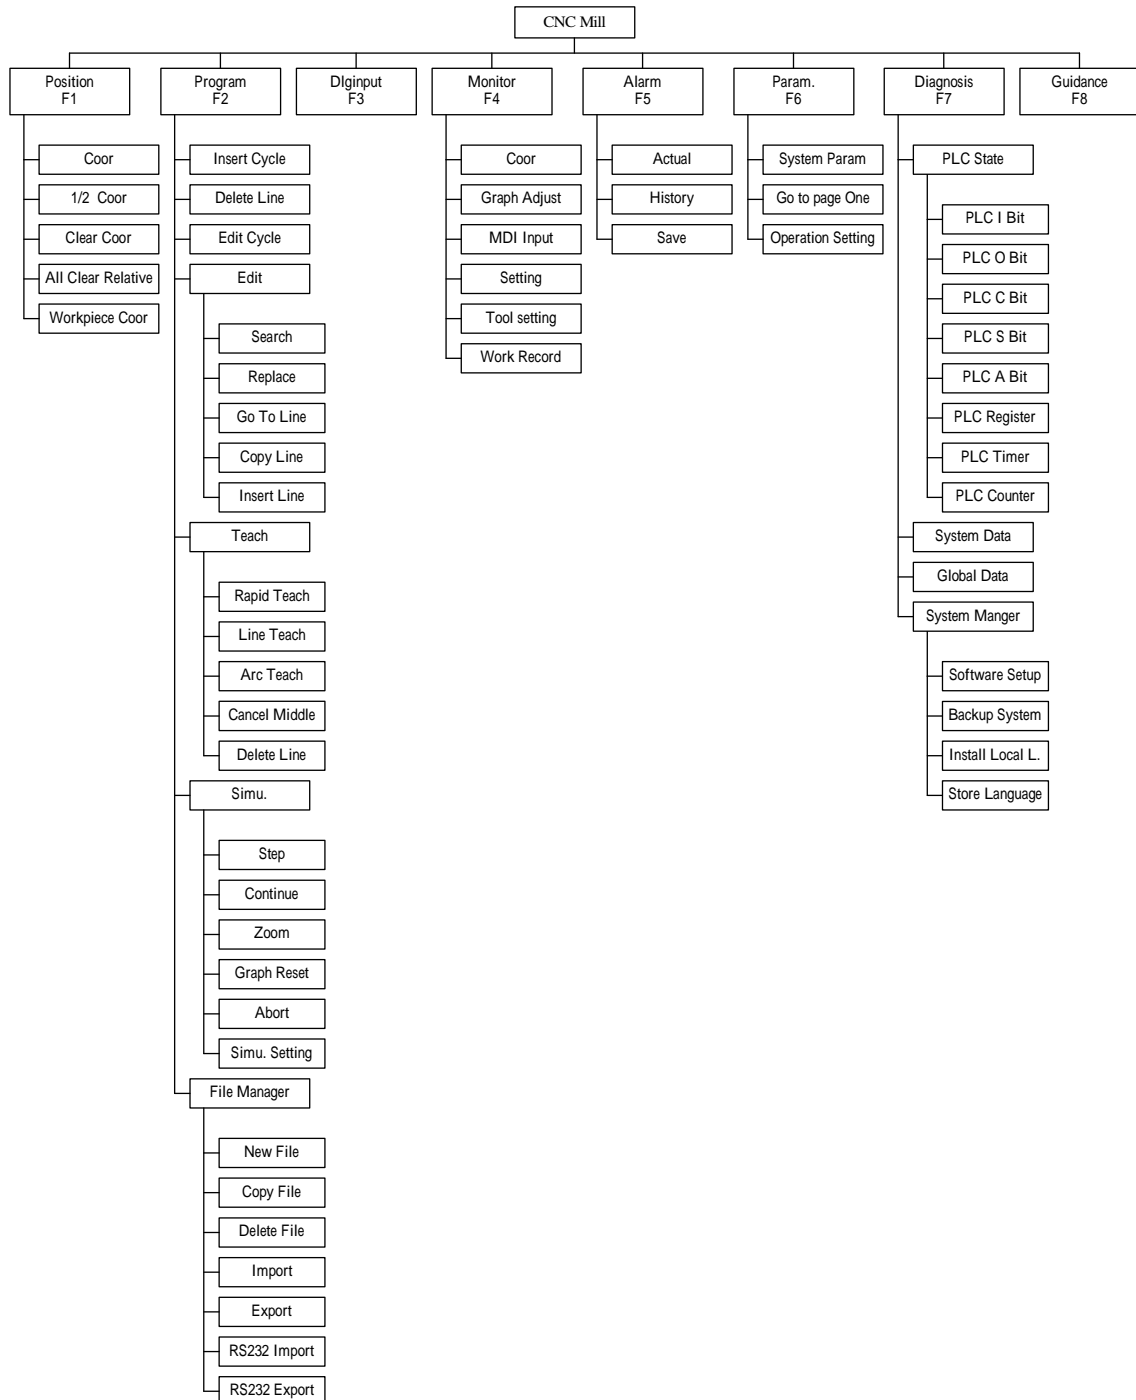 CNC Mill
Position
F1
Coor
1/2 Coor
Clear Coor
All Clear Relative
Workpiece Coor
Program
F2
Insert Cycle
Delete Line
Edit Cycle
Edit
Search
Replace
Go To Line
Copy Line
Insert Line
Teach
Rapid Teach
Line Teach
Arc Teach
Cancel Middle
Delete Line
Simu.
Step
Continue
Zoom
Graph Reset
Abort
Simu. Setting
File Manager
New File
Copy File
Delete File
Import
Export
RS232 Import
RS232 Export
DIginput
F3
Monitor
F4
Coor
Graph Adjust
MDI Input
Setting
Tool setting
Work Record
Alarm
F5
Actual
History
Save
Param.
F6
System Param
Go to page One
Operation Setting
Diagnosis
F7
PLC State
PLC I Bit
PLC O Bit
PLC C Bit
PLC S Bit
PLC A Bit
PLC Register
PLC Timer
PLC Counter
System Data
Global Data
System Manger
Software Setup
Backup System
Install Local L.
Store Language
Guidance
F8